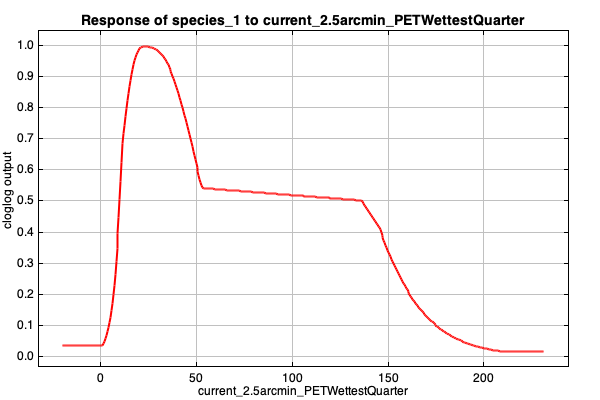 Response of species_1 to current_2.5arcmin_PETWettestQuarter
cloglog output
1.0
0.9
0.8
0.7
0.6
0.5
0.4
0.3
0.2
0.1
0.0
0 50 100 150 200
current_2.5arcmin_PETWettestQuarter